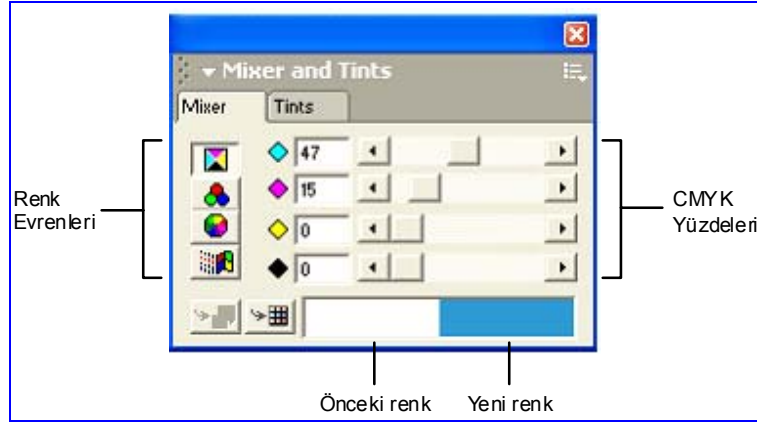 Mixer and Tints
Mixer Tints
47
15
0
0
Renk
Evrenleri
CMYK
Yüzdeleri
Önceki renk Yeni renk